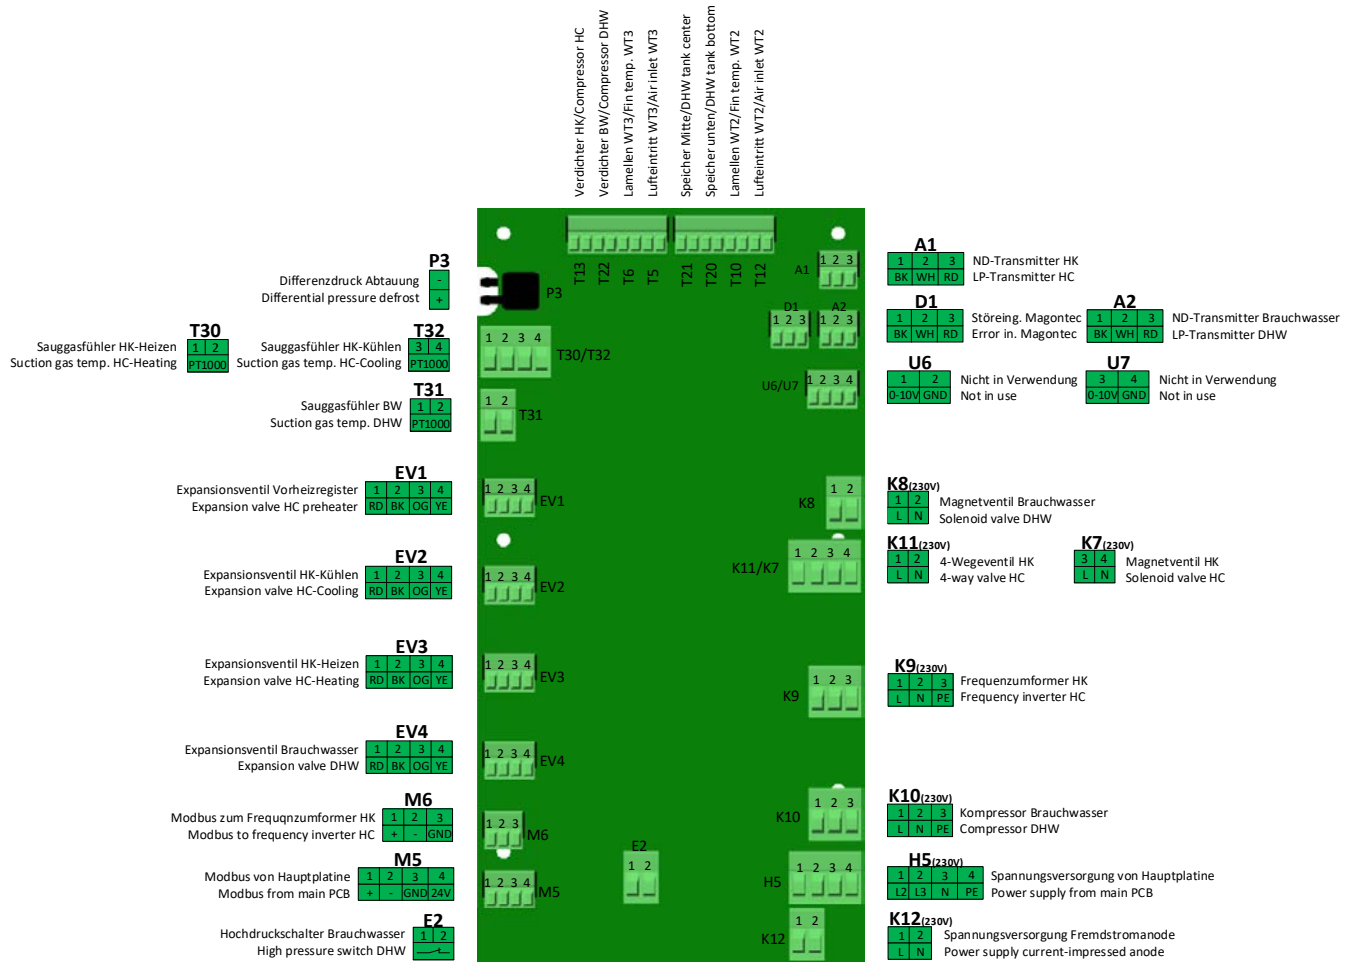 Verdichter HK/Compressor HC
Verdichter BW/Compressor DHW
Lamellen WT3/Fin temp. WT3
Lufteintritt WT3/Air inlet WT3
Speicher Mitte/DHW tank center
Speicher unten/DHW tank bottom
Lamellen WT2/Fin temp. WT2
Lufteintritt WT2/Air inlet WT2
T13
T22
T6
T5
T21
T20
T10
T12
P3
Differenzdruck Abtauung -
Differential pressure defrost +
T30
Sauggasfühler HK-Heizen 1 2
Suction gas temp. HC-Heating PT1000
T32
Sauggasfühler HK-Kühlen 3 4
Suction gas temp. HC-Cooling PT1000
T31
Sauggasfühler BW 1 2
Suction gas temp. DHW PT1000
EV1
Expansionsventil Vorheizregister 1 2 3 4
Expansion valve HC preheater RD BK OG YE
EV2
Expansionsventil HK-Kühlen 1 2 3 4
Expansion valve HC-Cooling RD BK OG YE
EV3
Expansionsventil HK-Heizen 1 2 3 4
Expansion valve HC-Heating RD BK OG YE
EV4
Expansionsventil Brauchwasser 1 2 3 4
Expansion valve DHW RD BK OG YE
M6
Modbus zum Frequqnzumformer HK 1 2 3
Modbus to frequency inverter HC + - GND
M5
Modbus von Hauptplatine 1 2 3 4
Modbus from main PCB + - GND 24V
E2
Hochdruckschalter Brauchwasser 1 2
High pressure switch DHW
P3
1 2 3 4
T30/T32
1 2
T31
1 2 3 4
EV1
1 2 3 4
EV2
1 2 3 4
EV3
1 2 3 4
EV4
1 2 3
M6
1 2 3 4
M5
E2
1 2
A1
1 2 3
D1
1 2 3
A2
1 2 3
U6/U7
1 2 3 4
K8
1 2
K11/K7
1 2 3 4
K9
1 2 3
K10
1 2 3
H5
1 2 3 4
K12
1 2
A1
1 2 3 ND-Transmitter HK
BK WH RD LP-Transmitter HC
D1
1 2 3 Störeing. Magontec
BK WH RD Error in. Magontec
A2
1 2 3 ND-Transmitter Brauchwasser
BK WH RD LP-Transmitter DHW
U6
1 2 Nicht in Verwendung
0-10V GND Not in use
U7
3 4 Nicht in Verwendung
0-10V GND Not in use
K8(230V)
1 2 Magnetventil Brauchwasser
L N Solenoid valve DHW
K11(230V)
1 2 4-Wegeventil HK
L N 4-way valve HC
K7(230V)
3 4 Magnetventil HK
L N Solenoid valve HC
K9(230V)
1 2 3 Frequenzumformer HK
L N PE Frequency inverter HC
K10(230V)
1 2 3 Kompressor Brauchwasser
L N PE Compressor DHW
H5(230V)
1 2 3 4 Spannungsversorgung von Hauptplatine
L2 L3 N PE Power supply from main PCB
K12(230V)
1 2 Spannungsversorgung Fremdstromanode
L N Power supply current-impressed anode